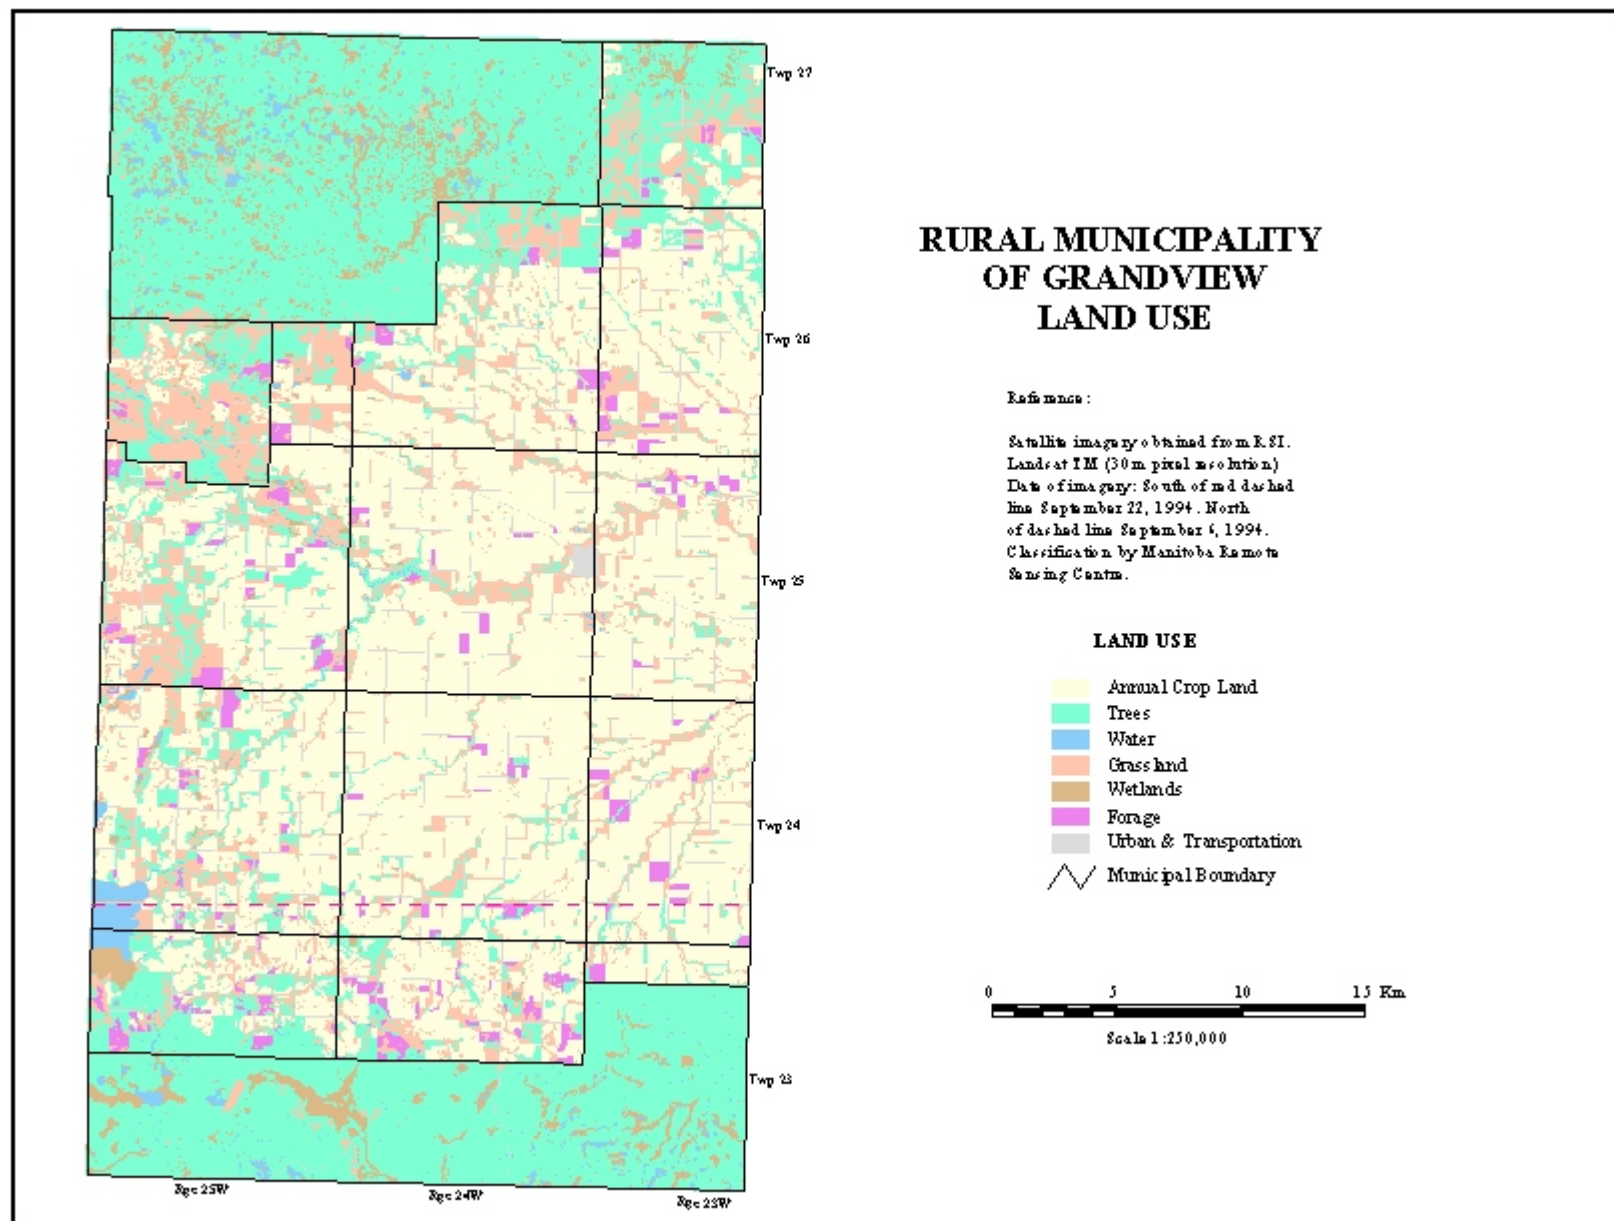 Twp 27
RURAL MUNICIPALITY
OF GRANDVIEW
LAND USE
Twp 26
Reference:
Satellite imagery obtained from RSI.
Landsat TM (30 m pixel resolution)
Date of imagery: South of red dashed
line September 22, 1994. North
of dashed line September 6, 1994.
Classification by Manitoba Remote
Sensing Centre.
Twp 25
LAND USE
Annual Crop Land
Trees
Water
Grassland
Wetlands
Forage
Urban & Transportation
Municipal Boundary
Twp 24
0 5 10 15 Km
Scale 1:250,000
Twp 23
Rge 25W Rge 24W Rge 23W